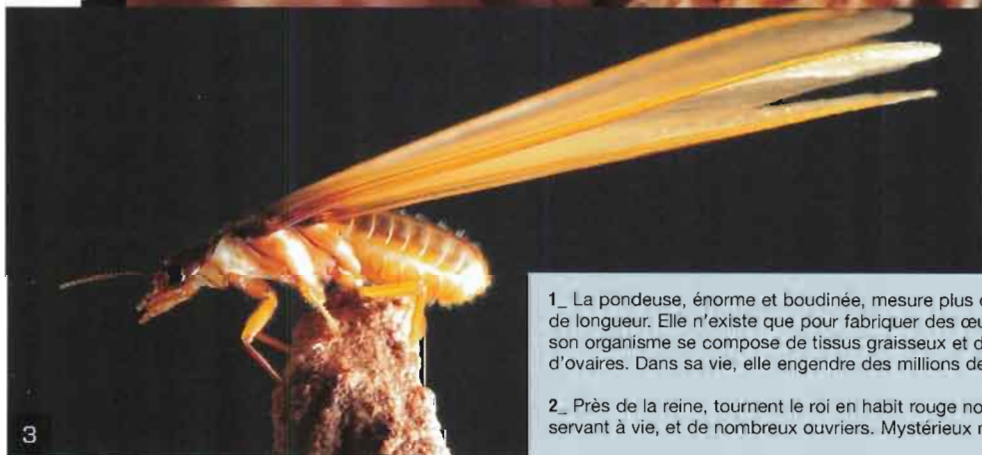 3
1_ La pondeuse, énorme et boudinée, mesure plus
de longueur. Elle n'existe que pour fabriquer des
son organisme se compose de tissus graisseux et
d'ovaires. Dans sa vie, elle engendre des millions
2_ Près de la reine, tournent le roi en habit rouge
servant à vie, et de nombreux ouvriers. Mystérieux